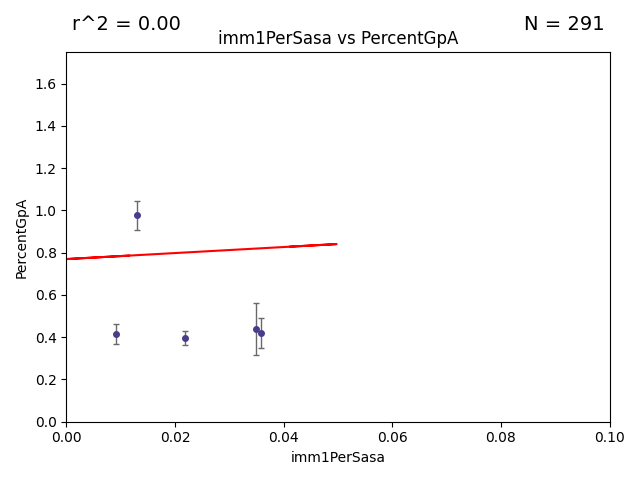 r^2 = 0.00
N = 291
imm1PerSasa vs PercentGpA
PercentGpA
1.6
1.4
1.2
1.0
0.8
0.6
0.4
0.2
0.0
0.00 0.02 0.04 0.06 0.08 0.10
imm1PerSasa